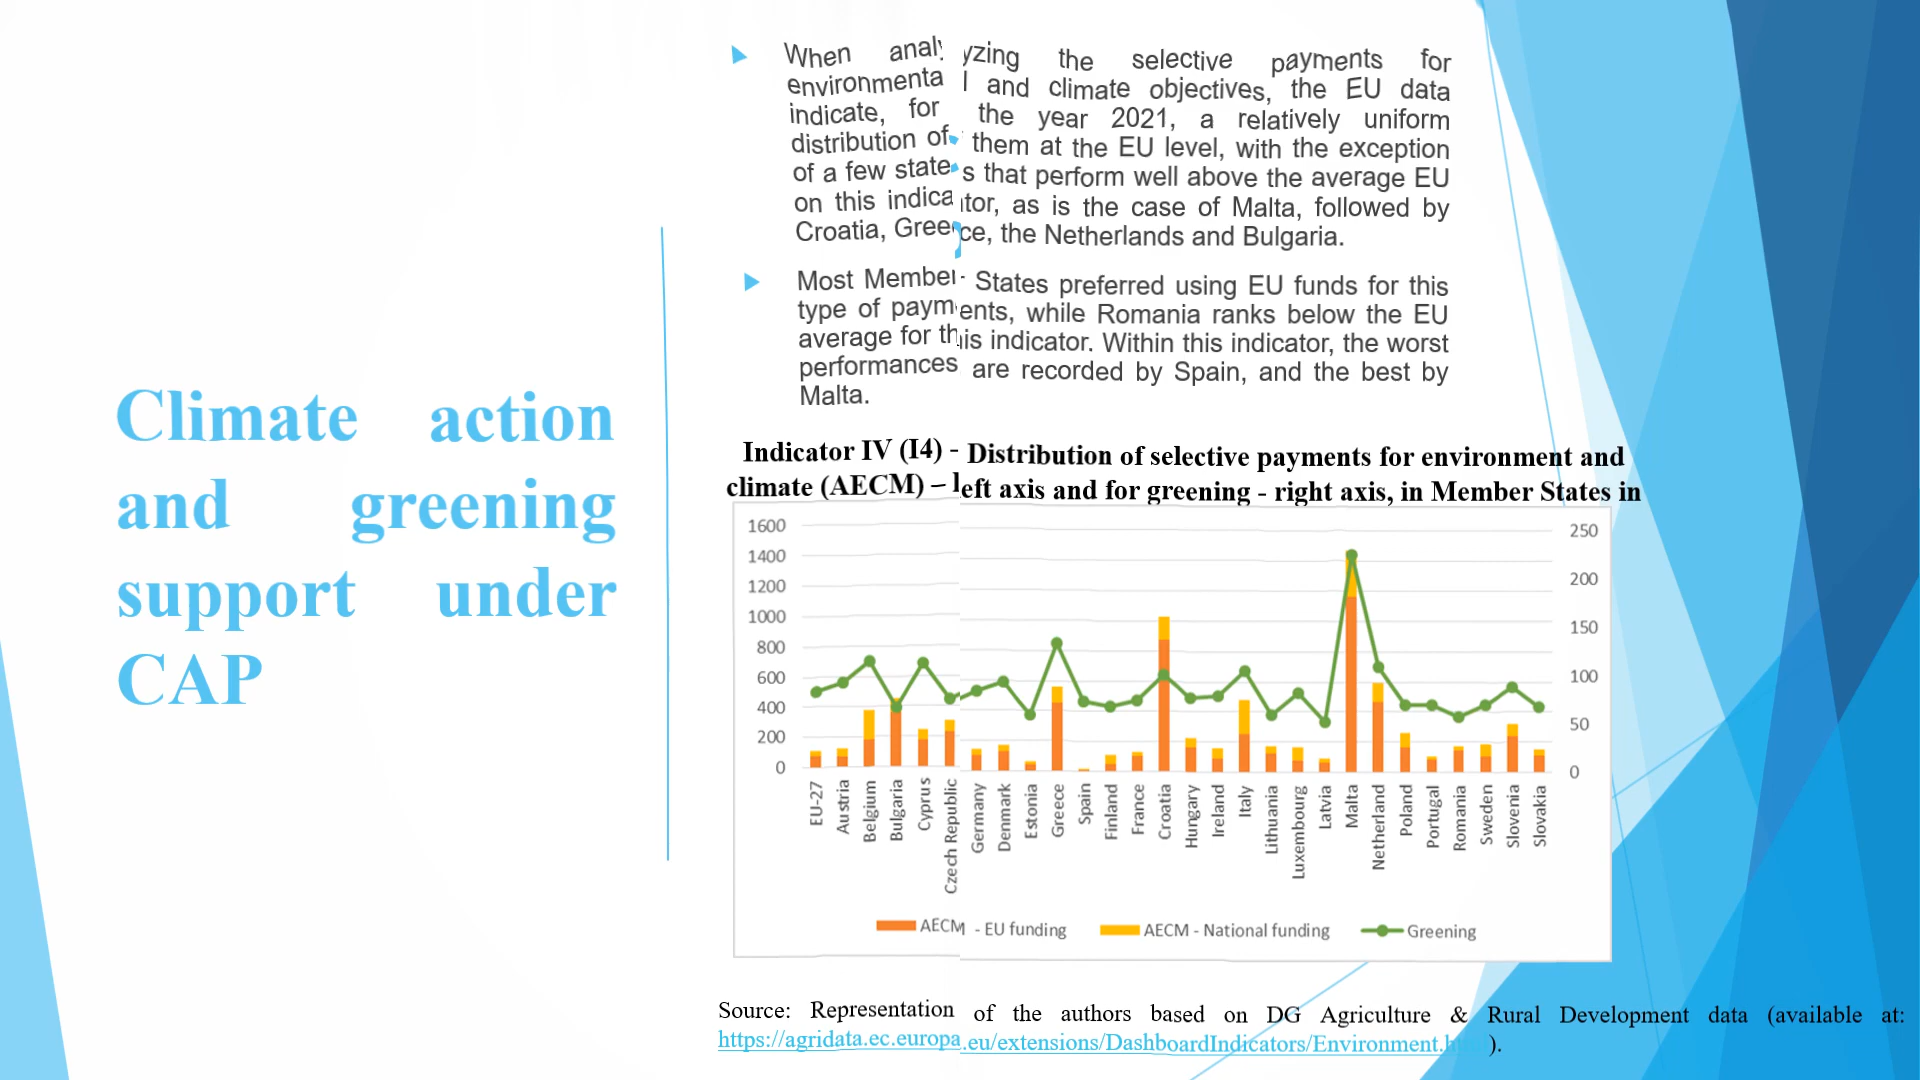 Climate action
and greening
support under
CAP
When analyzing the selective payments for
environmental and climate objectives, the EU data
indicate, for the year 2021, a relatively uniform
distribution of them at the EU level, with the exception
of a few states that perform well above the average EU
on this indicator, as is the case of Malta, followed by
Croatia, Greece, the Netherlands and Bulgaria.
Most Member States preferred using EU funds for this
type of payments, while Romania ranks below the EU
average for this indicator. Within this indicator, the worst
performances are recorded by Spain, and the best by
Malta.
Indicator IV (I4) - Distribution of selective payments for environment and
climate (AECM) – left axis and for greening - right axis, in Member States in
1600
1400
1200
1000
800
600
400
200
0
250
200
150
100
50
0
EU-27
Austria
Belgium
Bulgaria
Cyprus
Czech Republic
Germany
Denmark
Estonia
Greece
Spain
Finland
France
Croatia
Hungary
Ireland
Italy
Lithuania
Luxembourg
Latvia
Malta
Netherland
Poland
Portugal
Romania
Sweden
Slovenia
Slovakia
AECM - EU funding
AECM - National funding
Greening
Source: Representation of the authors based on DG Agriculture & Rural Development data (available at:
https://agridata.ec.europa.eu/extensions/DashboardIndicators/Environment. ).